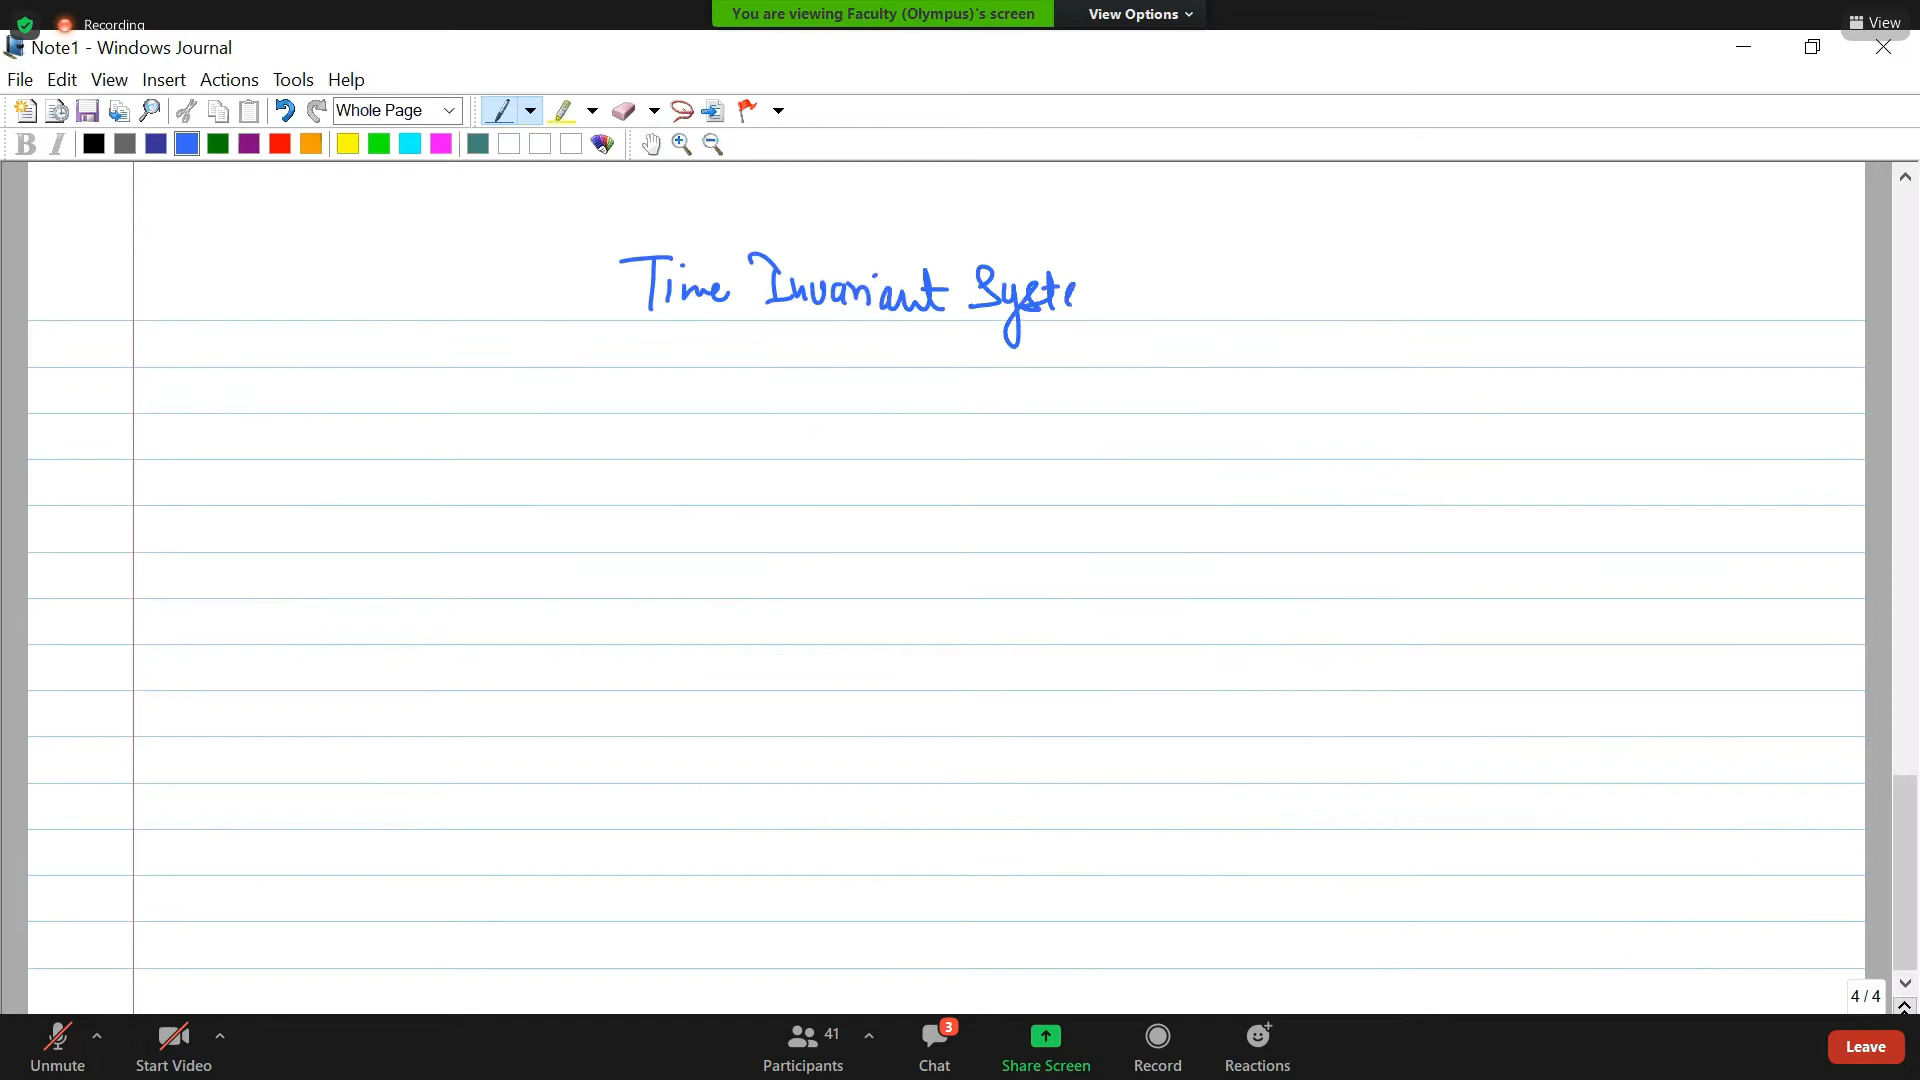 Recording
You are viewing Faculty (Olympus)'s screen
View Options
View
Note1 - Windows Journal
File Edit View Insert Actions Tools Help
Whole Page
B I
Time Invariant Syste
4 / 4
Unmute
Start Video
Participants
41
Chat
3
Share Screen
Record
Reactions
Leave